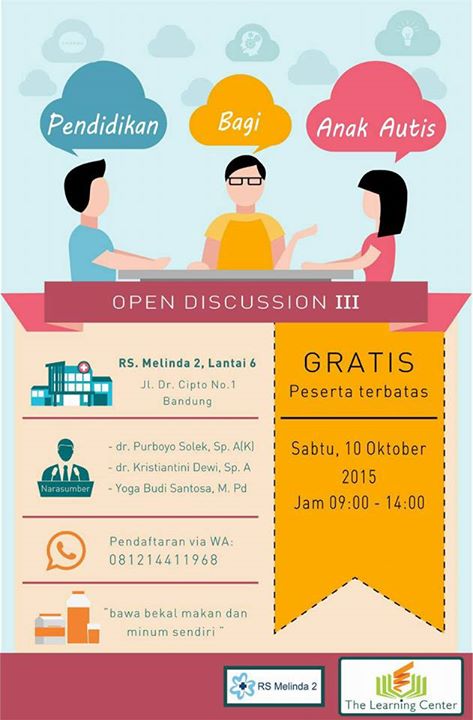 Pendidikan
Bagi
Anak Autis
OPEN DISCUSSION III
RS. Melinda 2, Lantai 6
Jl. Dr. Cipto No.1
Bandung
Narasumber
- dr. Purboyo Solek, Sp. A(K)
- dr. Kristiantini Dewi, Sp. A
- Yoga Budi Santosa, M. Pd
Pendaftaran via WA:
081214411968
"bawa bekal makan dan
minum sendiri "
GRATIS
Peserta terbatas
Sabtu, 10 Oktober
2015
Jam 09:00 - 14:00
RS Melinda 2
The Learning Center